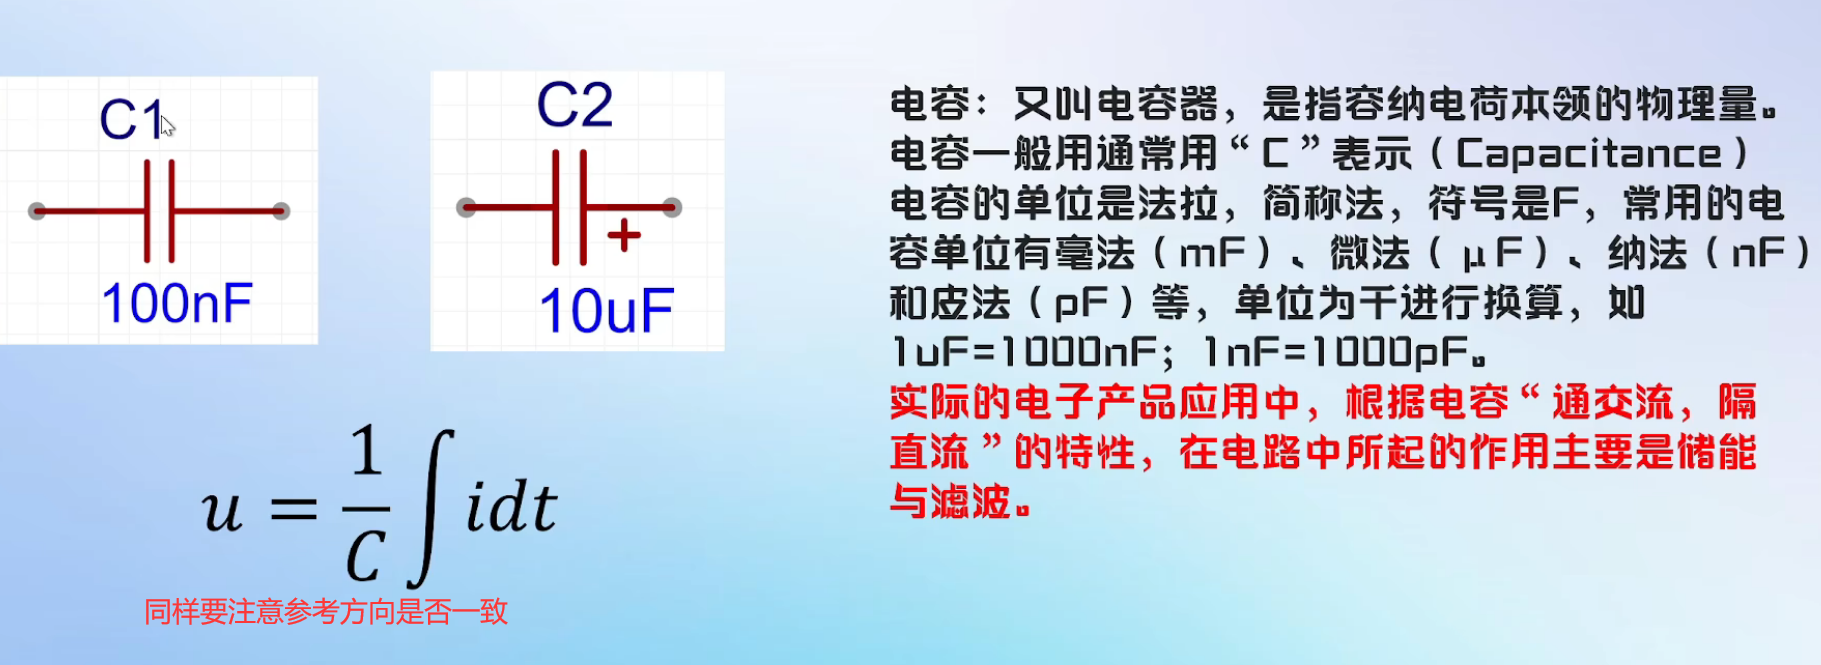 C1
100nF
C2
+
10uF
u = 1/C ∫ idt
同样要注意参考方向是否一致
电容：又叫电容器，是指容纳电荷本领的物理量。
电容一般用通常用“C”表示（Capacitance）
电容的单位是法拉，简称法，符号是F，常用的电
容单位有毫法（mF）、微法（μF）、纳法（nF）
和皮法（pF）等，单位为千进行换算，如
1uF=1000nF；1nF=1000pF。
实际的电子产品应用中，根据电容“通交流，隔
直流”的特性，在电路中所起的作用主要是储能
与滤波。